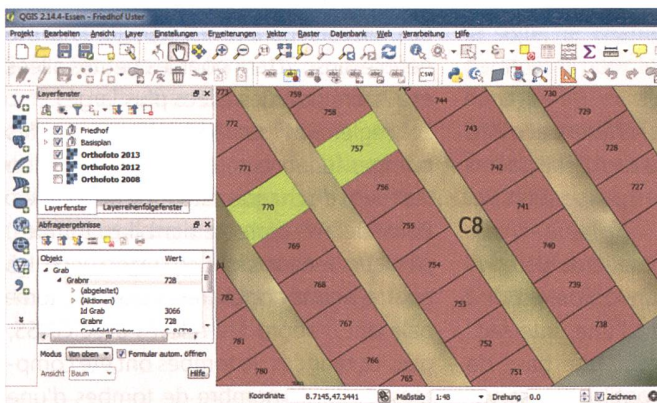 QGIS 2.14.4-Essen - Friedhof Uster
Projekt Bearbeiten Ansicht Layer Einstellungen Erweiterungen Vektor Raster Datenbank Web Verarbeitung Hilfe
CSW
Layerfenster
Friedhof
Basisplan
Orthofoto 2013
Orthofoto 2012
Orthofoto 2008
Layerfenster Layerreihenfolgefenster
Abfrageergebnisse
Objekt Wert
Grab
Grabnr 728
(abgeleitet)
(Aktionen)
Id Grab 3066
Grabnr 728
Modus Von oben Formular autom. öffnen
Ansicht Baum Hilfe
773 759 744 730
772 758 743 729
771 757 742 728
770 756 741 727
769 755 C8 740
768 754 739
782 767 753 738
781 766 752
780 765 751
Koordinate 8.7145,47.3441 Maßstab 1:48 Drehung 0.0 Zeichnen